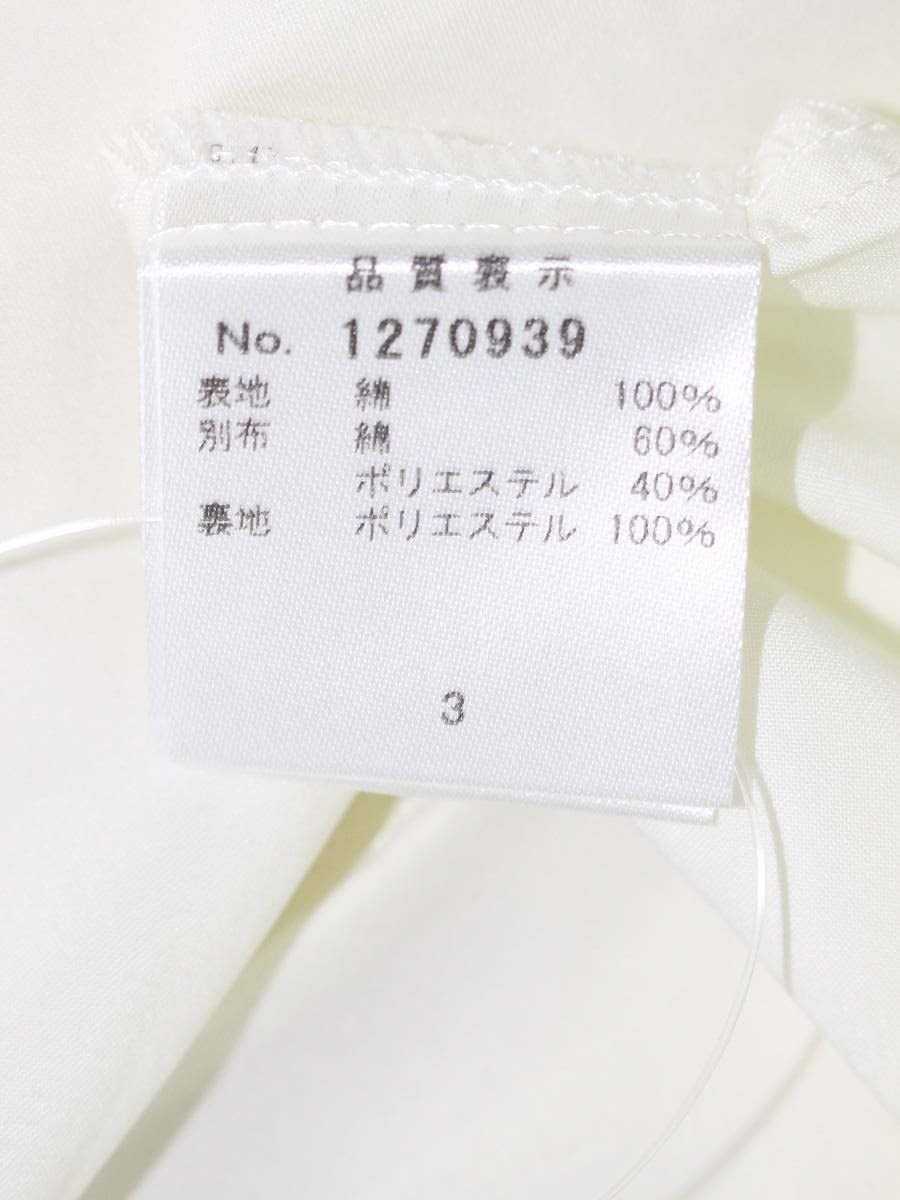 品質表示
No. 1270939
表地 綿 100%
別布 綿 60%
ポリエステル 40%
裏地 ポリエステル 100%
3